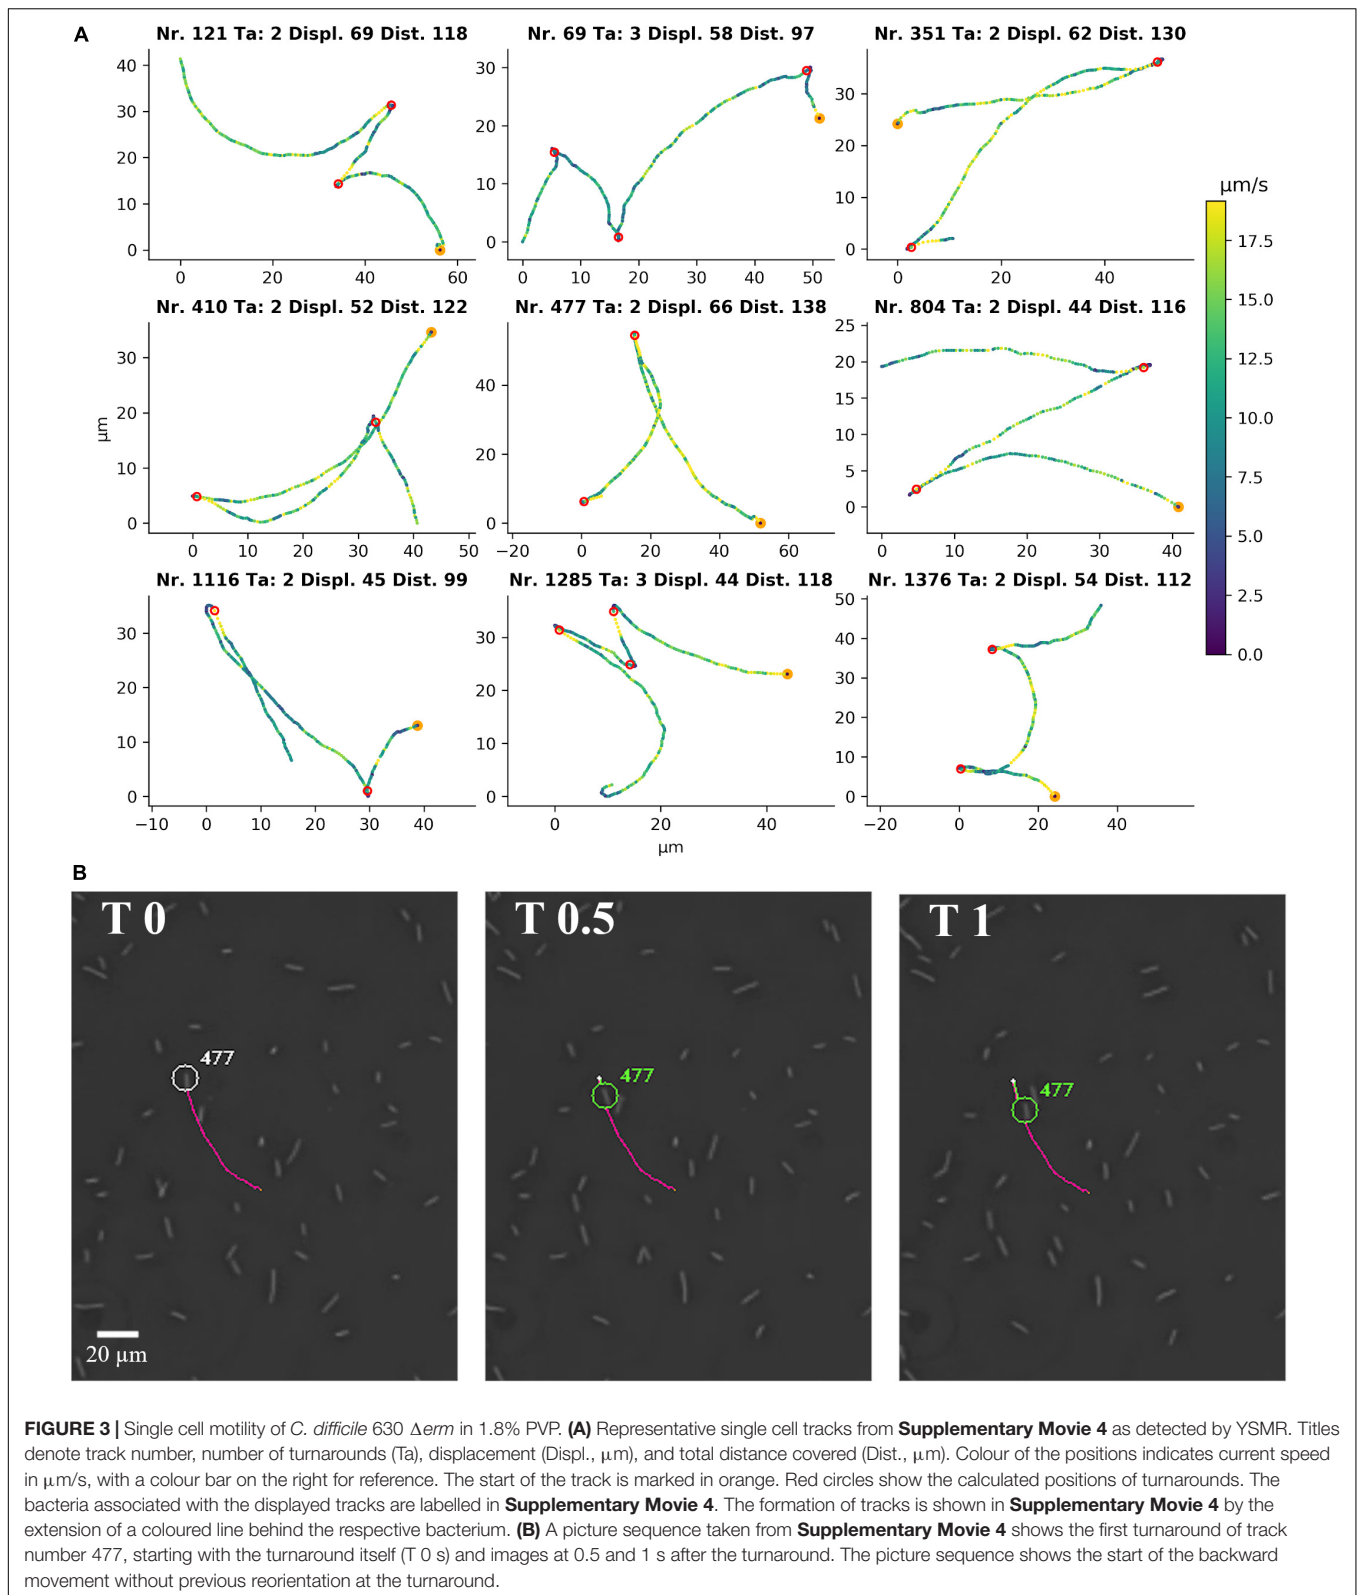 A
Nr. 121 Ta: 2 Displ. 69 Dist. 118
40
30
20
10
0
0 20 40 60
Nr. 69 Ta: 3 Displ. 58 Dist. 97
30
20
10
0
0 10 20 30 40 50
Nr. 351 Ta: 2 Displ. 62 Dist. 130
30
20
10
0
0 20 40
Nr. 410 Ta: 2 Displ. 52 Dist. 122
µm
30
20
10
0
0 10 20 30 40 50
Nr. 477 Ta: 2 Displ. 66 Dist. 138
40
20
0
−20 0 20 40 60
Nr. 804 Ta: 2 Displ. 44 Dist. 116
25
20
15
10
5
0
0 10 20 30 40
Nr. 1116 Ta: 2 Displ. 45 Dist. 99
30
20
10
0
−10 0 10 20 30 40
Nr. 1285 Ta: 3 Displ. 44 Dist. 118
30
20
10
0
0 20 40
µm
Nr. 1376 Ta: 2 Displ. 54 Dist. 112
50
40
30
20
10
0
−20 0 20 40
µm/s
17.5
15.0
12.5
10.0
7.5
5.0
2.5
0.0
B
T 0
477
20 µm
T 0.5
477
T 1
477
FIGURE 3 | Single cell motility of C. difficile 630 Δerm in 1.8% PVP. (A) Representative single cell tracks from Supplementary Movie 4 as detected by YSMR. Titles
denote track number, number of turnarounds (Ta), displacement (Displ., µm), and total distance covered (Dist., µm). Colour of the positions indicates current speed
in µm/s, with a colour bar on the right for reference. The start of the track is marked in orange. Red circles show the calculated positions of turnarounds. The
bacteria associated with the displayed tracks are labelled in Supplementary Movie 4. The formation of tracks is shown in Supplementary Movie 4 by the
extension of a coloured line behind the respective bacterium. (B) A picture sequence taken from Supplementary Movie 4 shows the first turnaround of track
number 477, starting with the turnaround itself (T 0 s) and images at 0.5 and 1 s after the turnaround. The picture sequence shows the start of the backward
movement without previous reorientation at the turnaround.